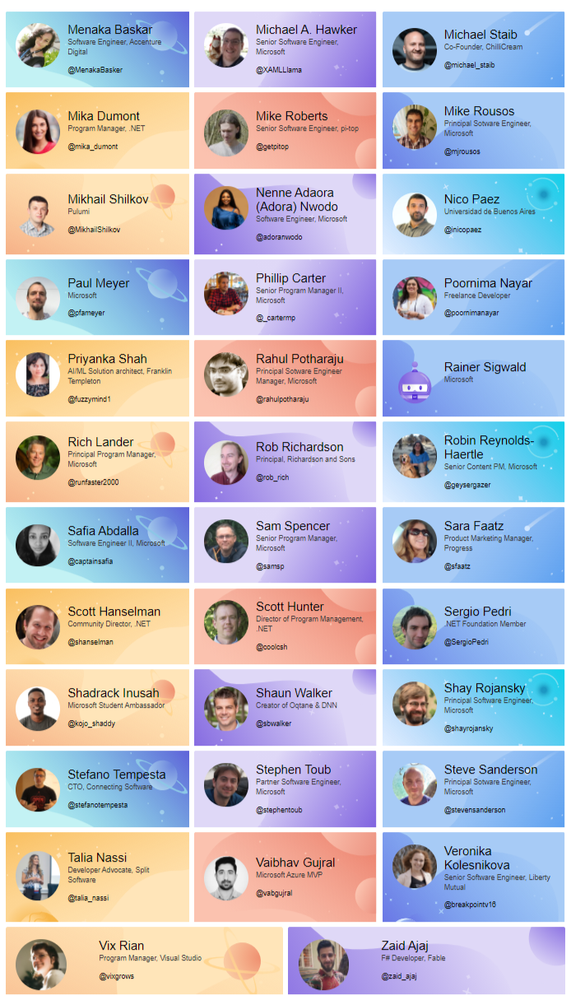 Menaka Baskar
Software Engineer, Accenture
Digital
@MenakaBasker
Michael A. Hawker
Senior Software Engineer,
Microsoft
@XAMLLlama
Michael Staib
Co-Founder, ChilliCream
@michael_staib
Mika Dumont
Program Manager, .NET
@mika_dumont
Mike Roberts
Senior Software Engineer, pi-top
@getpitop
Mike Rousos
Principal Sotware Engineer,
Microsoft
@mjrousos
Mikhail Shilkov
Pulumi
@MikhailShilkov
Nenne Adaora
(Adora) Nwodo
Software Engineer, Microsoft
@adoranwodo
Nico Paez
Universidad de Buenos Aires
@inicopaez
Paul Meyer
Microsoft
@pfameyer
Phillip Carter
Senior Program Manager II,
Microsoft
@_cartermp
Poornima Nayar
Freelance Developer
@poornimanayar
Priyanka Shah
AI/ML Solution architect, Franklin
Templeton
@fuzzymind1
Rahul Potharaju
Principal Sotware Engineer
Manager, Microsoft
@rahulpotharaju
Rainer Sigwald
Microsoft
Rich Lander
Principal Program Manager,
Microsoft
@runfaster2000
Rob Richardson
Principal, Richardson and Sons
@rob_rich
Robin Reynolds-
Haertle
Senior Content PM, Microsoft
@geysergazer
Safia Abdalla
Software Engineer II, Microsoft
@captainsafia
Sam Spencer
Senior Program Manager,
Microsoft
@samsp
Sara Faatz
Product Marketing Manager,
Progress
@sfaatz
Scott Hanselman
Community Director, .NET
@shanselman
Scott Hunter
Director of Program Management,
.NET
@coolcsh
Sergio Pedri
.NET Foundation Member
@SergioPedri
Shadrack Inusah
Microsoft Student Ambassador
@kojo_shaddy
Shaun Walker
Creator of Oqtane & DNN
@sbwalker
Shay Rojansky
Principal Software Engineer,
Microsoft
@shayrojansky
Stefano Tempesta
CTO, Connecting Software
@stefanotempesta
Stephen Toub
Partner Software Engineer,
Microsoft
@stephentoub
Steve Sanderson
Principal Sotware Engineer,
Microsoft
@stevensanderson
Talia Nassi
Developer Advocate, Split
Software
@talia_nassi
Vaibhav Gujral
Microsoft Azure MVP
@vabgujral
Veronika
Kolesnikova
Senior Software Engineer, Liberty
Mutual
@breakpointv16
Vix Rian
Program Manager, Visual Studio
@vixgrows
Zaid Ajaj
F# Developer, Fable
@zaid_ajaj